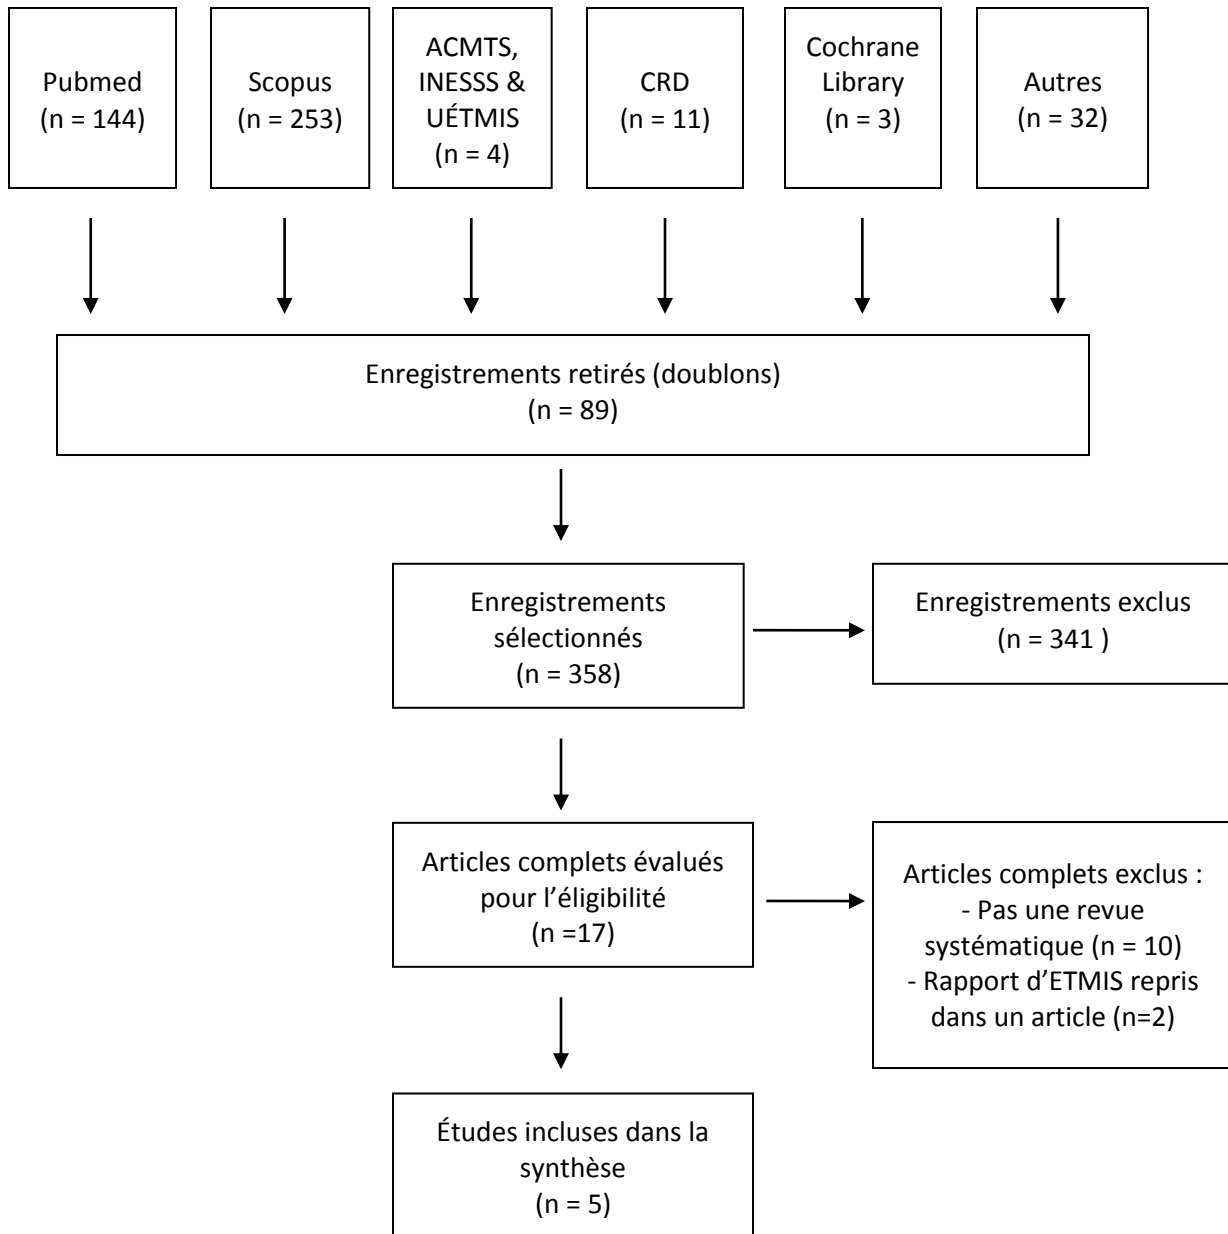 Pubmed
(n = 144)
Scopus
(n = 253)
ACMTS,
INESSS &
UÉTMIS
(n = 4)
CRD
(n = 11)
Cochrane
Library
(n = 3)
Autres
(n = 32)
Enregistrements retirés (doublons)
(n = 89)
Enregistrements
sélectionnés
(n = 358)
Enregistrements exclus
(n = 341 )
Articles complets évalués
pour l’éligibilité
(n =17)
Articles complets exclus :
- Pas une revue
systématique (n = 10)
- Rapport d’ETMIS repris
dans un article (n=2)
Études incluses dans la
synthèse
(n = 5)